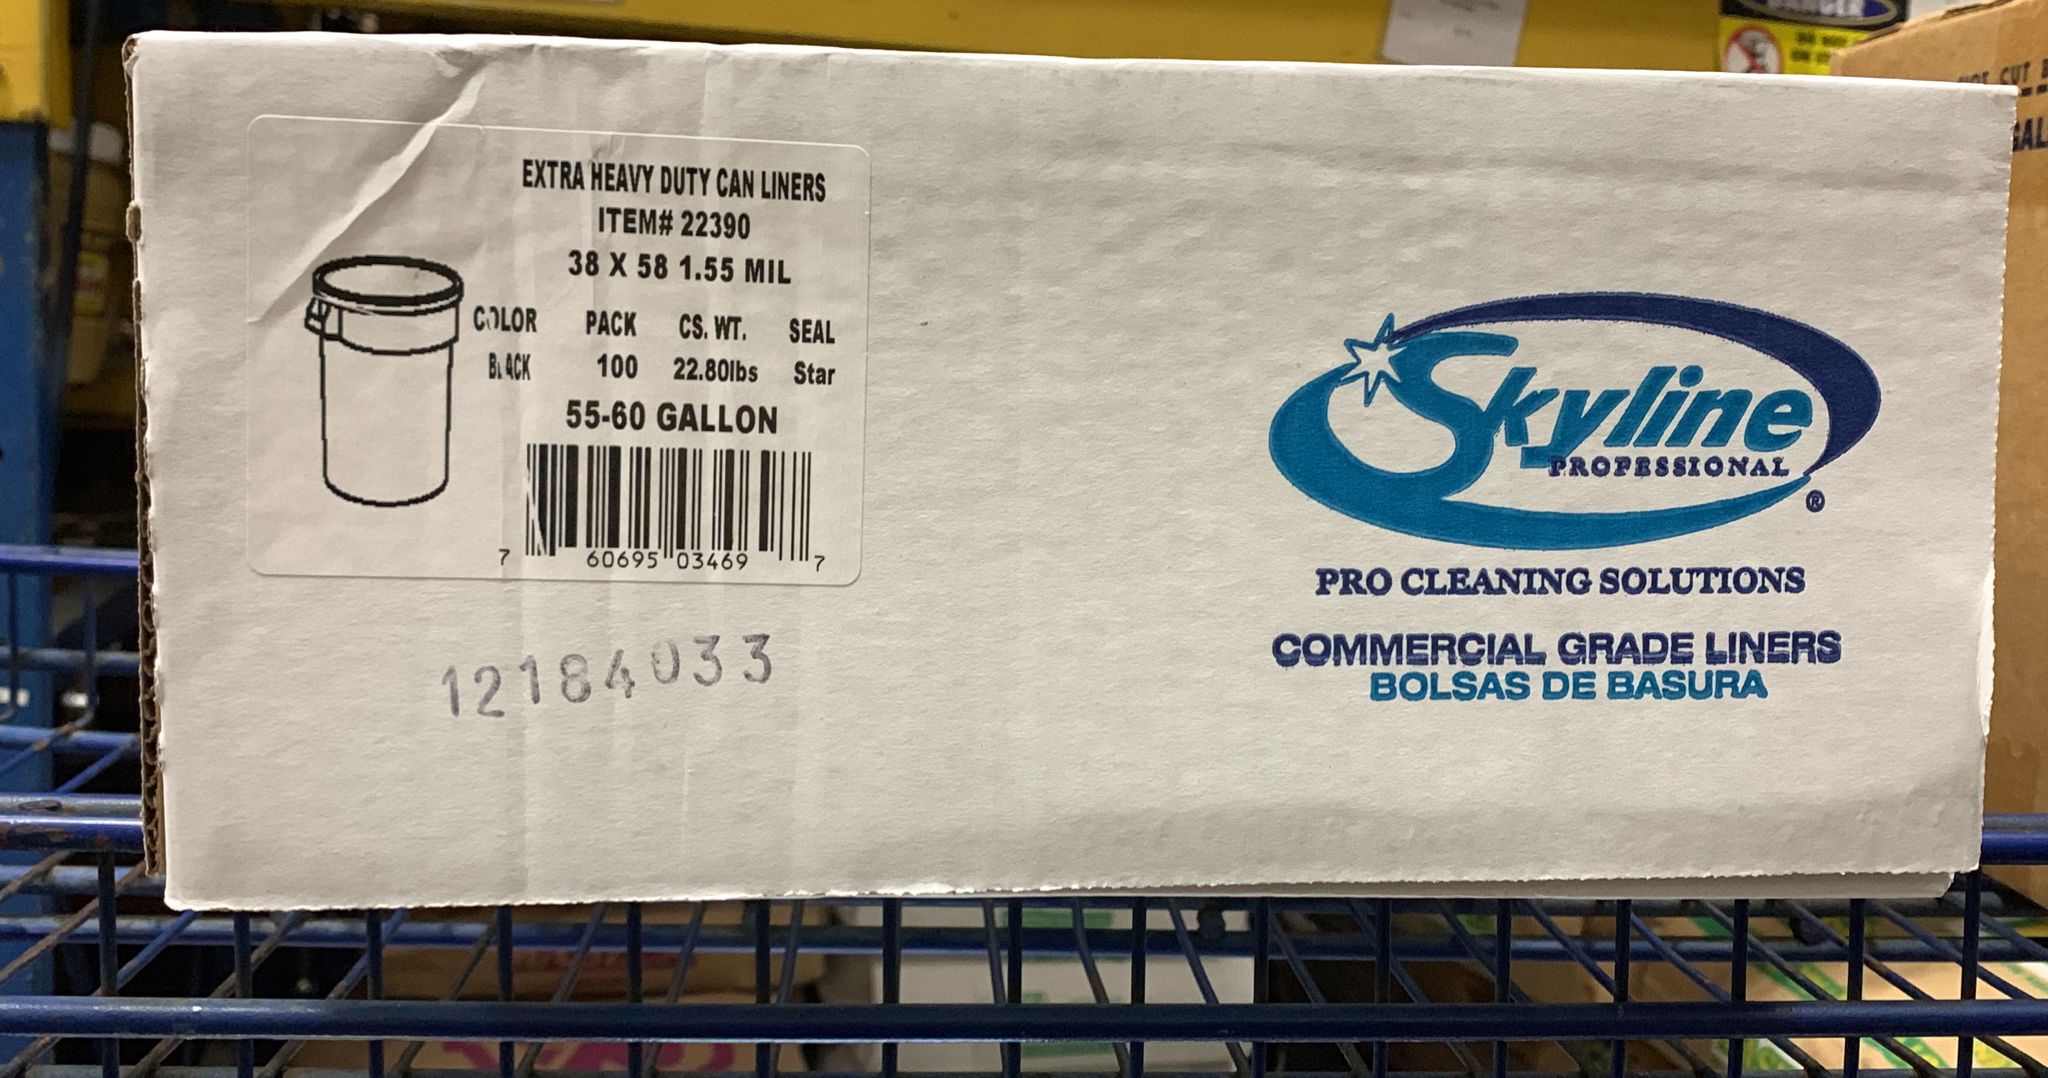 EXTRA HEAVY DUTY CAN LINERS
ITEM# 22390
38 X 58 1.55 MIL
COLOR PACK CS. WT. SEAL
BLACK 100 22.80lbs Star
55-60 GALLON
7 60695 03469 7
12184033
Skyline
PROFESSIONAL
®
PRO CLEANING SOLUTIONS
COMMERCIAL GRADE LINERS
BOLSAS DE BASURA
DANGER
CUT